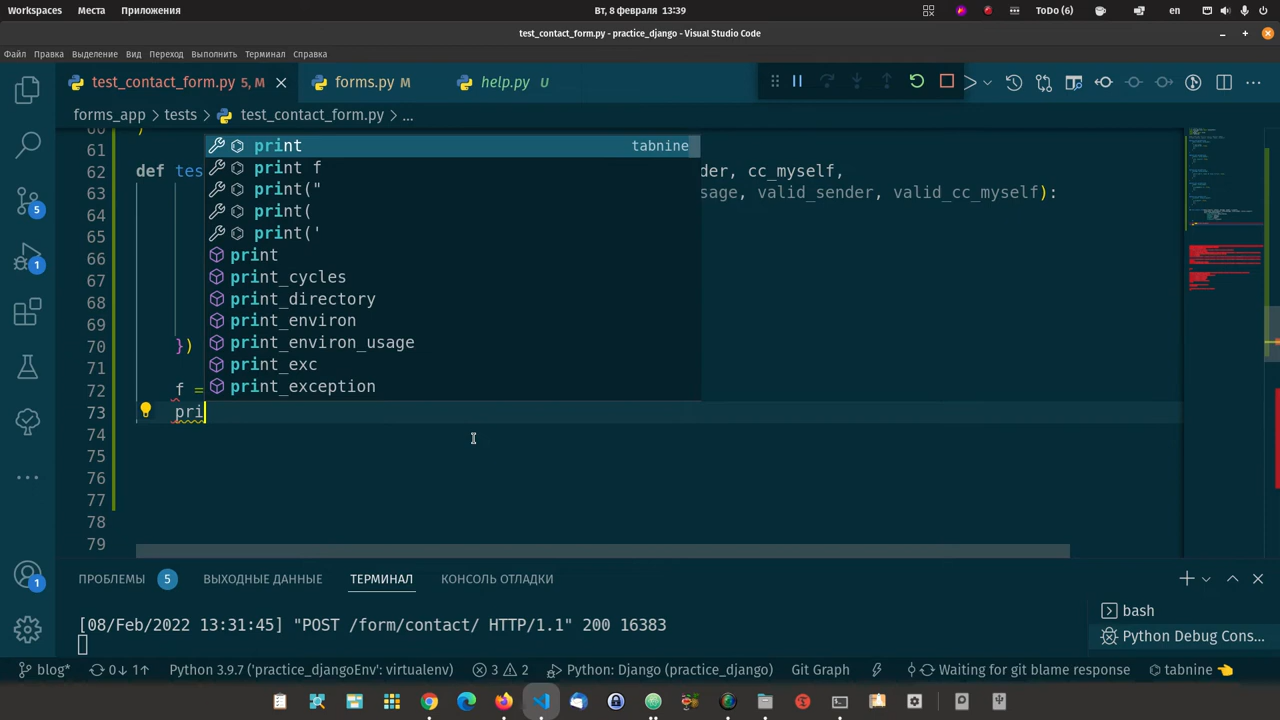 Workspaces Места Приложения Вт, 8 февраля 13:39 ToDo (6) en
test_contact_form.py - practice_django - Visual Studio Code
Файл Правка Выделение Вид Переход Выполнить Терминал Справка
test_contact_form.py 5, M forms.py M help.py U
forms_app > tests > test_contact_form.py > ...
61
62 def tes der, cc_myself,
63 sage, valid_sender, valid_cc_myself):
64
65
66
67
68
69
70 })
71
72 f =
73 pri
74
75
76
77
78
79
print tabnine
print f
print("
print(
print('
print
print_cycles
print_directory
print_environ
print_environ_usage
print_exc
print_exception
5
1
1
ПРОБЛЕМЫ 5 ВЫХОДНЫЕ ДАННЫЕ ТЕРМИНАЛ КОНСОЛЬ ОТЛАДКИ
[08/Feb/2022 13:31:45] "POST /form/contact/ HTTP/1.1" 200 16383
bash
Python Debug Cons...
blog* 0↓ 1↑ Python 3.9.7 ('practice_djangoEnv': virtualenv) 3 2 Python: Django (practice_django) Git Graph Waiting for git blame response tabnine